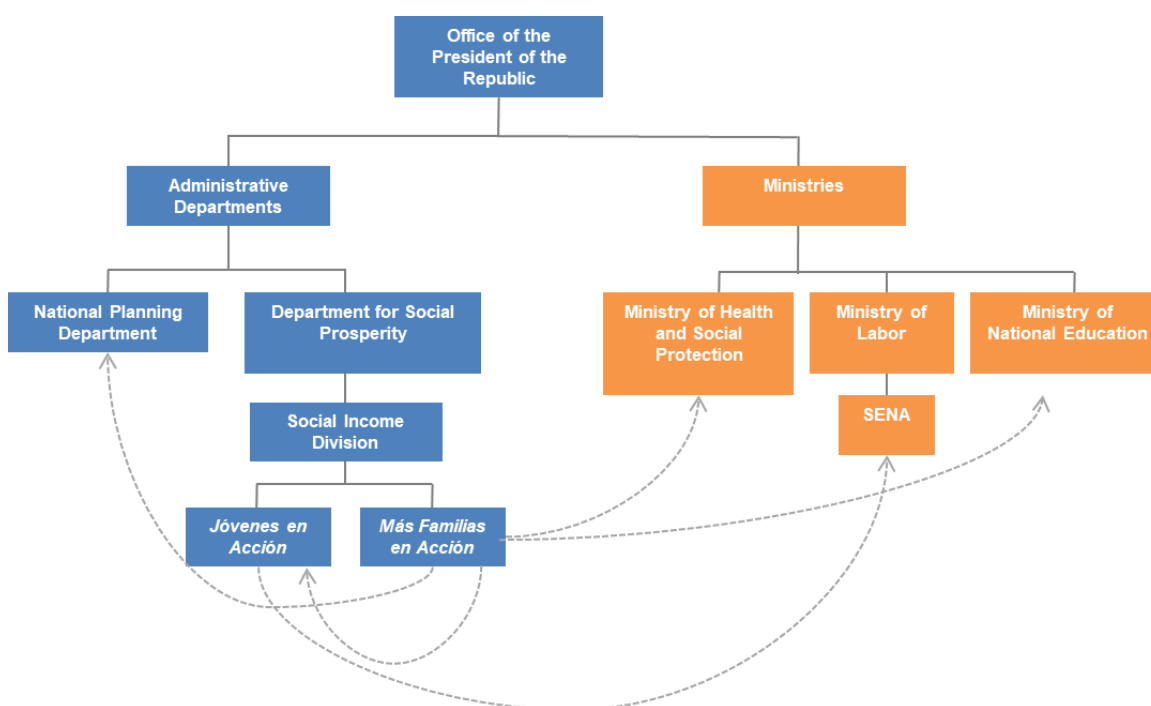 Office of the
President of the
Republic
Administrative
Departments
Ministries
National Planning
Department
Department for Social
Prosperity
Ministry of Health
and Social
Protection
Ministry of
Labor
Ministry of
National Education
Social Income
Division
SENA
Jóvenes en
Acción
Más Familias
en Acción